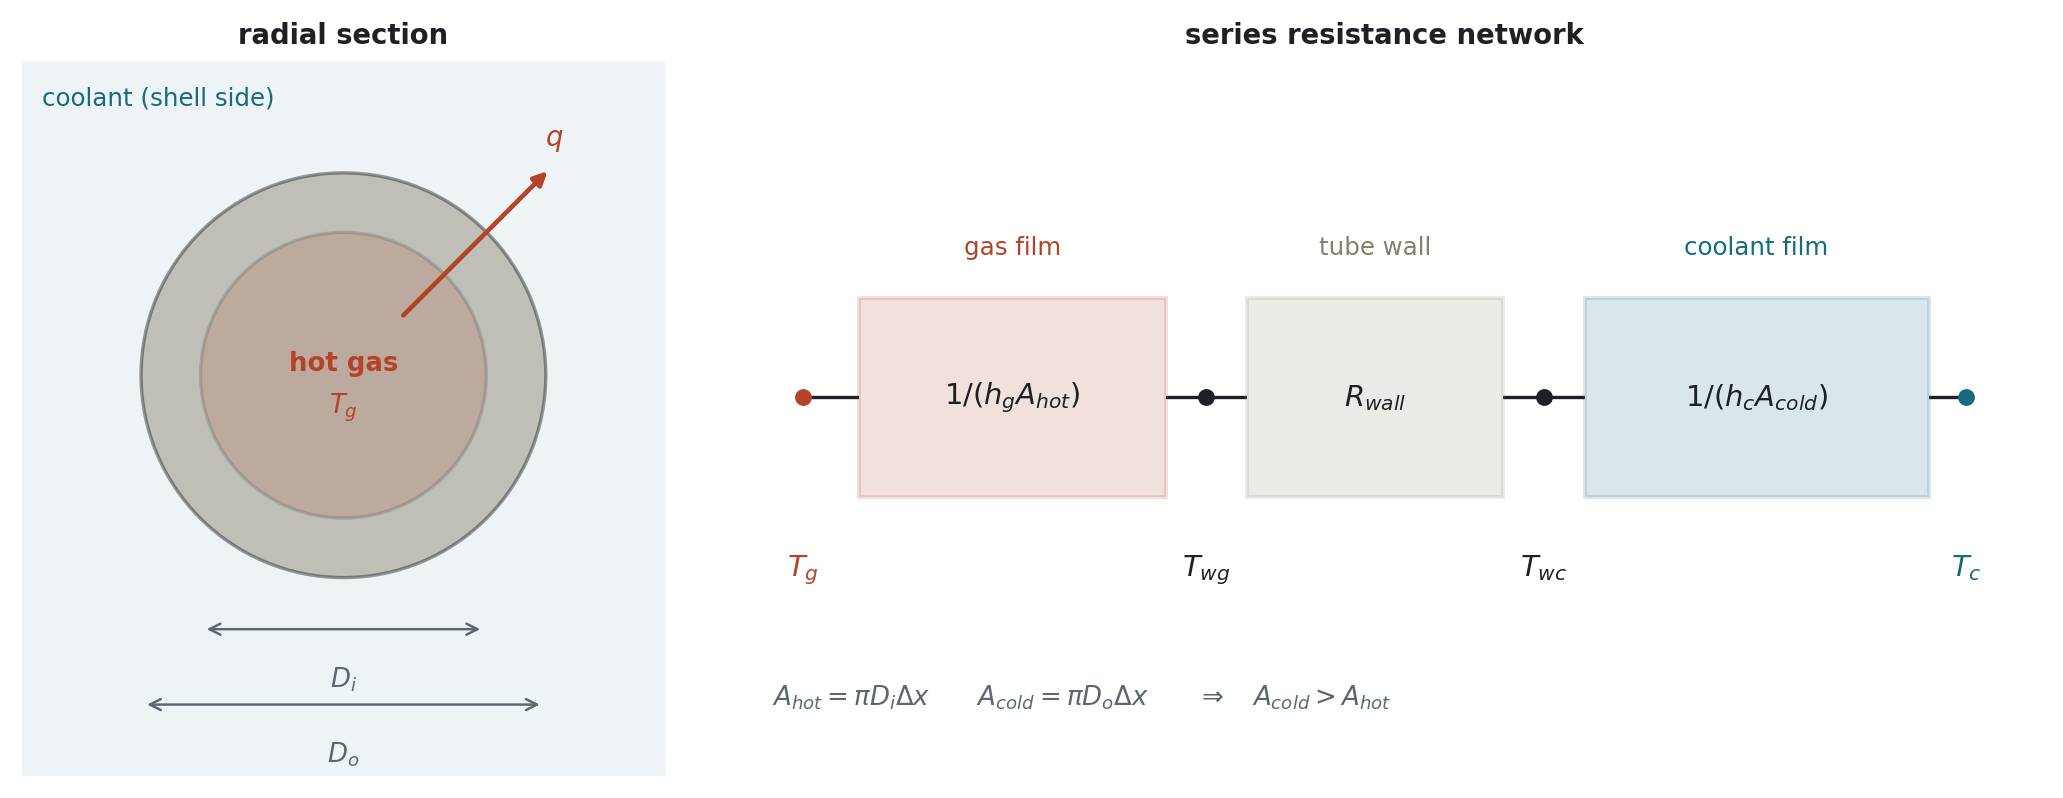 radial section
coolant (shell side)
q
hot gas
T_g
D_i
D_o
series resistance network
gas film
tube wall
coolant film
1/(h_g A_hot)
R_wall
1/(h_c A_cold)
T_g
T_wg
T_wc
T_c
A_hot = πD_iΔx A_cold = πD_oΔx ⇒ A_cold > A_hot